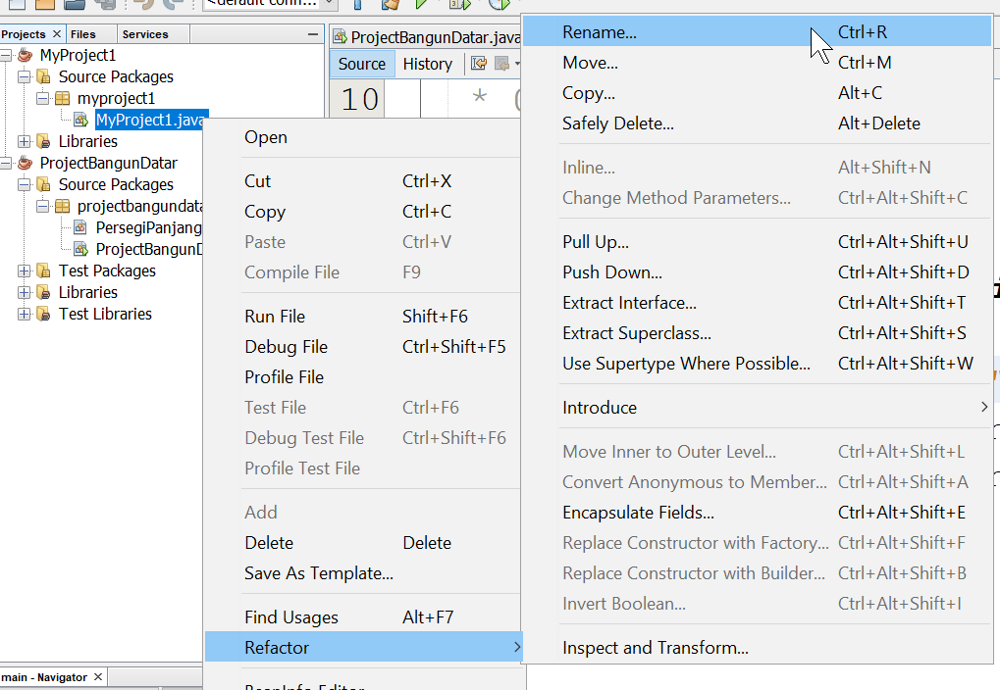 <default conn...
Projects Files Services
MyProject1
Source Packages
myproject1
MyProject1.java
Libraries
ProjectBangunDatar
Source Packages
projectbangundata
PersegiPanjang
ProjectBangunD
Test Packages
Libraries
Test Libraries
main - Navigator
ProjectBangunDatar.java
Source History
10 *
Open
Cut Ctrl+X
Copy Ctrl+C
Paste Ctrl+V
Compile File F9
Run File Shift+F6
Debug File Ctrl+Shift+F5
Profile File
Test File Ctrl+F6
Debug Test File Ctrl+Shift+F6
Profile Test File
Add
Delete Delete
Save As Template...
Find Usages Alt+F7
Refactor
BeanInfo Editor
Rename... Ctrl+R
Move... Ctrl+M
Copy... Alt+C
Safely Delete... Alt+Delete
Inline... Alt+Shift+N
Change Method Parameters... Ctrl+Alt+Shift+C
Pull Up... Ctrl+Alt+Shift+U
Push Down... Ctrl+Alt+Shift+D
Extract Interface... Ctrl+Alt+Shift+T
Extract Superclass... Ctrl+Alt+Shift+S
Use Supertype Where Possible... Ctrl+Alt+Shift+W
Introduce
Move Inner to Outer Level... Ctrl+Alt+Shift+L
Convert Anonymous to Member... Ctrl+Alt+Shift+A
Encapsulate Fields... Ctrl+Alt+Shift+E
Replace Constructor with Factory... Ctrl+Alt+Shift+F
Replace Constructor with Builder... Ctrl+Alt+Shift+B
Invert Boolean... Ctrl+Alt+Shift+I
Inspect and Transform...